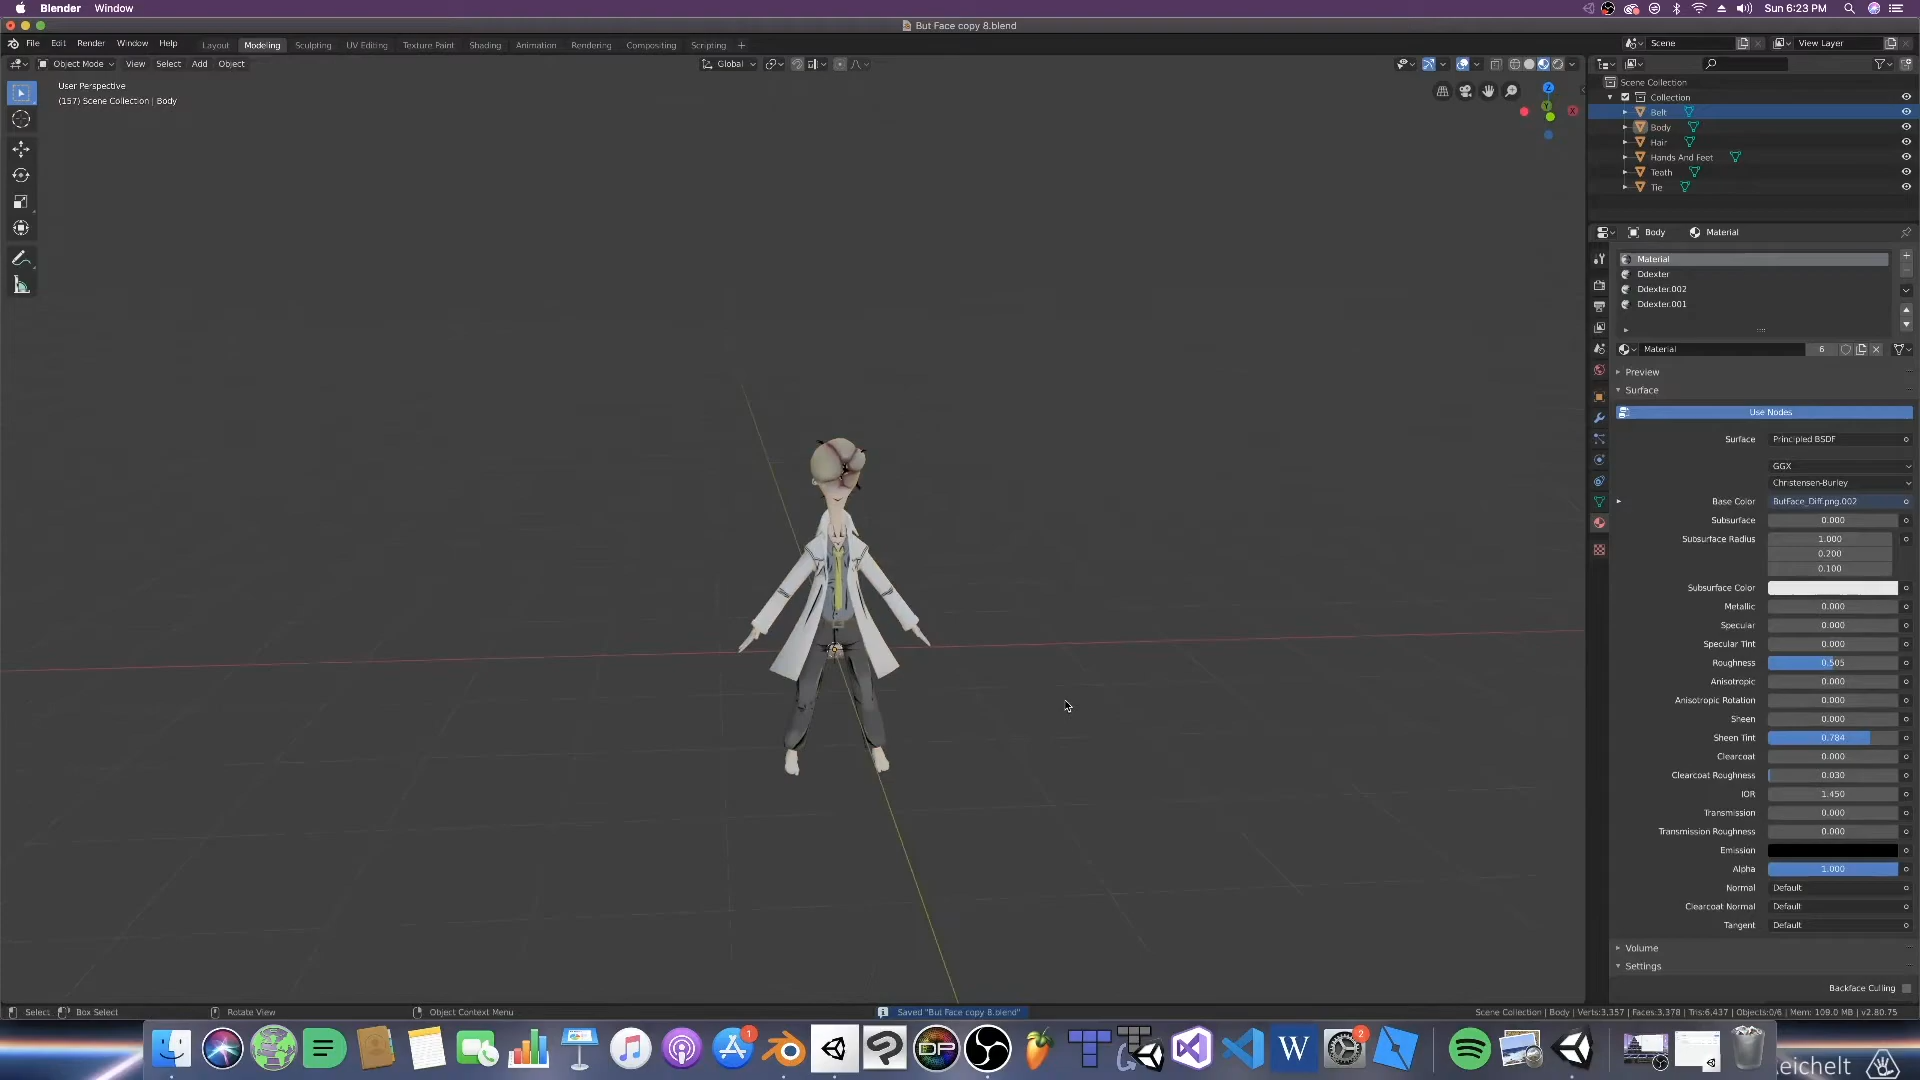 Blender Window
Sun 6:23 PM
But Face copy 8.blend
File Edit Render Window Help
Layout Modeling Sculpting UV Editing Texture Paint Shading Animation Rendering Compositing Scripting +
Scene
View Layer
Object Mode View Select Add Object
Global
User Perspective
(157) Scene Collection | Body
Z
Y
X
Scene Collection
Collection
Belt
Body
Hair
Hands And Feet
Teath
Tie
Body Material
Material
Ddexter
Ddexter.002
Ddexter.001
Material 6
Preview
Surface
Use Nodes
Surface Principled BSDF
GGX
Christensen-Burley
Base Color ButFace_Diff.png.002
Subsurface 0.000
Subsurface Radius 1.000
0.200
0.100
Subsurface Color
Metallic 0.000
Specular 0.000
Specular Tint 0.000
Roughness 0.505
Anisotropic 0.000
Anisotropic Rotation 0.000
Sheen 0.000
Sheen Tint 0.784
Clearcoat 0.000
Clearcoat Roughness 0.030
IOR 1.450
Transmission 0.000
Transmission Roughness 0.000
Emission
Alpha 1.000
Normal Default
Clearcoat Normal Default
Tangent Default
Volume
Settings
Backface Culling
Select Box Select Rotate View Object Context Menu
Saved "But Face copy 8.blend"
Scene Collection | Body | Verts:3,357 | Faces:3,378 | Tris:6,437 | Objects:0/6 | Mem: 109.0 MB | v2.80.75
1
DP
W
2
eichelt